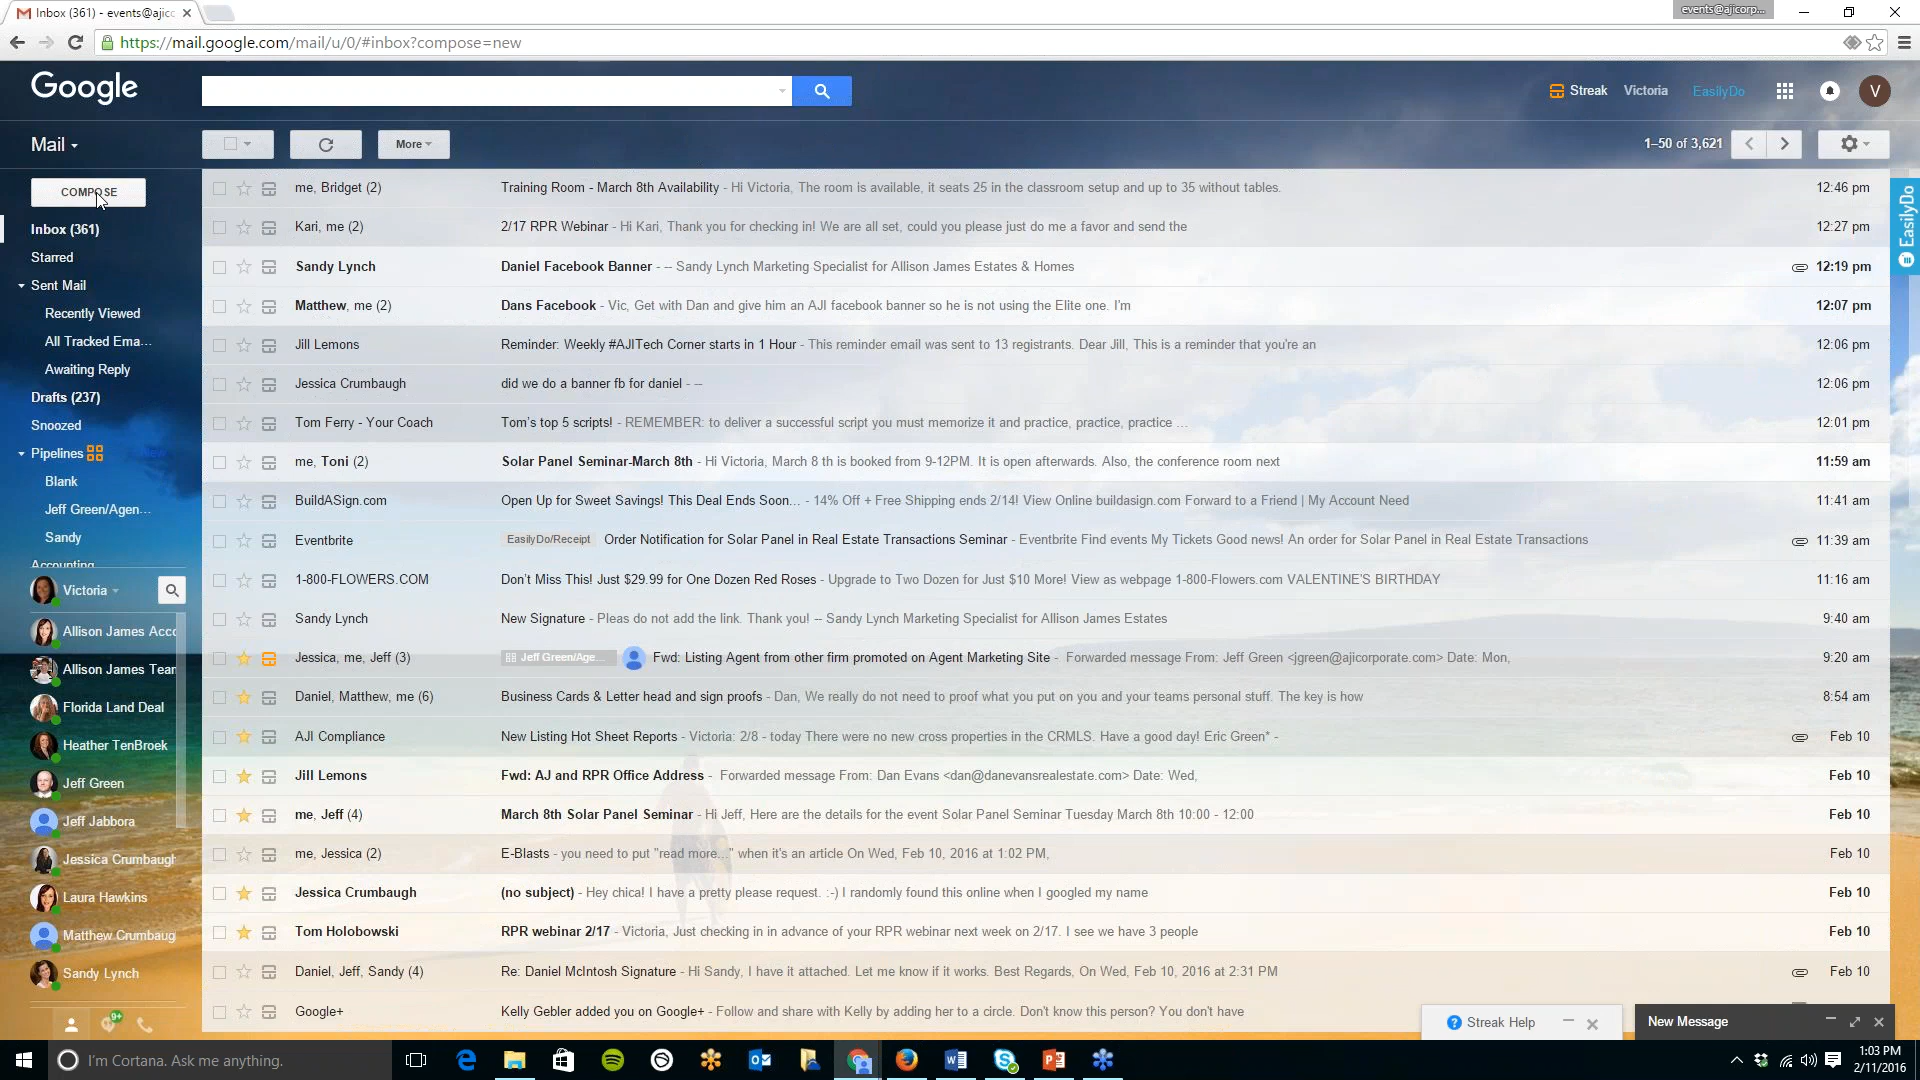 Inbox (361) - events@ajicc
events@ajicorp...
https://mail.google.com/mail/u/0/#inbox?compose=new
Google
Streak
Victoria
EasilyDo
V
Mail
More
1–50 of 3,621
COMPOSE
Inbox (361)
Starred
Sent Mail
Recently Viewed
All Tracked Ema...
Awaiting Reply
Drafts (237)
Snoozed
Pipelines
New
Blank
Jeff Green/Agen...
Sandy
Accounting
Victoria
Allison James Acco
Allison James Tean
Florida Land Deal
Heather TenBroek
Jeff Green
Jeff Jabbora
Jessica Crumbaugh
Laura Hawkins
Matthew Crumbaug
Sandy Lynch
9+
me, Bridget (2) Training Room - March 8th Availability - Hi Victoria, The room is available, it seats 25 in the classroom setup and up to 35 without tables. 12:46 pm
Kari, me (2) 2/17 RPR Webinar - Hi Kari, Thank you for checking in! We are all set, could you please just do me a favor and send the 12:27 pm
Sandy Lynch Daniel Facebook Banner - -- Sandy Lynch Marketing Specialist for Allison James Estates & Homes 12:19 pm
Matthew, me (2) Dans Facebook - Vic, Get with Dan and give him an AJI facebook banner so he is not using the Elite one. I'm 12:07 pm
Jill Lemons Reminder: Weekly #AJITech Corner starts in 1 Hour - This reminder email was sent to 13 registrants. Dear Jill, This is a reminder that you're an 12:06 pm
Jessica Crumbaugh did we do a banner fb for daniel - -- 12:06 pm
Tom Ferry - Your Coach Tom's top 5 scripts! - REMEMBER: to deliver a successful script you must memorize it and practice, practice, practice ... 12:01 pm
me, Toni (2) Solar Panel Seminar-March 8th - Hi Victoria, March 8 th is booked from 9-12PM. It is open afterwards. Also, the conference room next 11:59 am
BuildASign.com Open Up for Sweet Savings! This Deal Ends Soon... - 14% Off + Free Shipping ends 2/14! View Online buildasign.com Forward to a Friend | My Account Need 11:41 am
Eventbrite EasilyDo/Receipt Order Notification for Solar Panel in Real Estate Transactions Seminar - Eventbrite Find events My Tickets Good news! An order for Solar Panel in Real Estate Transactions 11:39 am
1-800-FLOWERS.COM Don't Miss This! Just $29.99 for One Dozen Red Roses - Upgrade to Two Dozen for Just $10 More! View as webpage 1-800-Flowers.com VALENTINE'S BIRTHDAY 11:16 am
Sandy Lynch New Signature - Pleas do not add the link. Thank you! -- Sandy Lynch Marketing Specialist for Allison James Estates 9:40 am
Jessica, me, Jeff (3) Jeff Green/Age... Fwd: Listing Agent from other firm promoted on Agent Marketing Site - Forwarded message From: Jeff Green <jgreen@ajicorporate.com> Date: Mon, 9:20 am
Daniel, Matthew, me (6) Business Cards & Letter head and sign proofs - Dan, We really do not need to proof what you put on you and your teams personal stuff. The key is how 8:54 am
AJI Compliance New Listing Hot Sheet Reports - Victoria: 2/8 - today There were no new cross properties in the CRMLS. Have a good day! Eric Green* - Feb 10
Jill Lemons Fwd: AJ and RPR Office Address - Forwarded message From: Dan Evans <dan@danevansrealestate.com> Date: Wed, Feb 10
me, Jeff (4) March 8th Solar Panel Seminar - Hi Jeff, Here are the details for the event Solar Panel Seminar Tuesday March 8th 10:00 - 12:00 Feb 10
me, Jessica (2) E-Blasts - you need to put "read more..." when it's an article On Wed, Feb 10, 2016 at 1:02 PM, Feb 10
Jessica Crumbaugh (no subject) - Hey chica! I have a pretty please request. :-) I randomly found this online when I googled my name Feb 10
Tom Holobowski RPR webinar 2/17 - Victoria, Just checking in in advance of your RPR webinar next week on 2/17. I see we have 3 people Feb 10
Daniel, Jeff, Sandy (4) Re: Daniel McIntosh Signature - Hi Sandy, I have it attached. Let me know if it works. Best Regards, On Wed, Feb 10, 2016 at 2:31 PM Feb 10
Google+ Kelly Gebler added you on Google+ - Follow and share with Kelly by adding her to a circle. Don't know this person? You don't have
EasilyDo
Streak Help
New Message
I'm Cortana. Ask me anything.
1:03 PM
2/11/2016